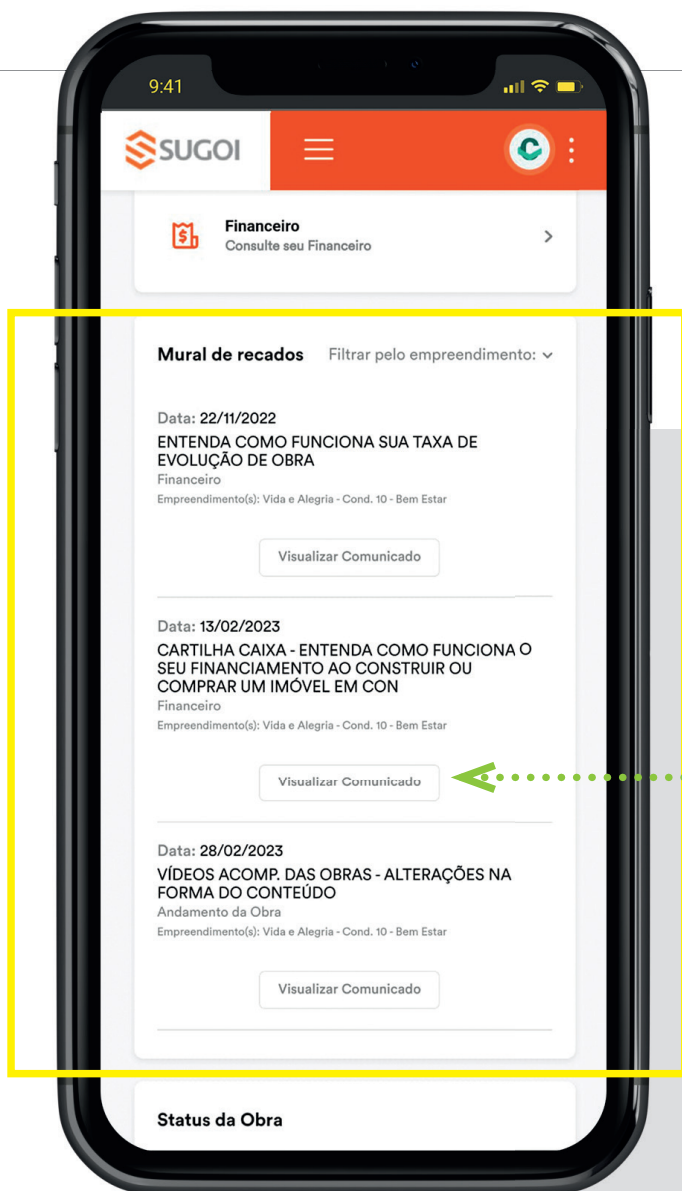 9:41
SUGOI
Financeiro
Consulte seu Financeiro
Mural de recados Filtrar pelo empreendimento:
Data: 22/11/2022
ENTENDA COMO FUNCIONA SUA TAXA DE
EVOLUÇÃO DE OBRA
Financeiro
Empreendimento(s): Vida e Alegria - Cond. 10 - Bem Estar
Visualizar Comunicado
Data: 13/02/2023
CARTILHA CAIXA - ENTENDA COMO FUNCIONA O
SEU FINANCIAMENTO AO CONSTRUIR OU
COMPRAR UM IMÓVEL EM CON
Financeiro
Empreendimento(s): Vida e Alegria - Cond. 10 - Bem Estar
Visualizar Comunicado
Data: 28/02/2023
VÍDEOS ACOMP. DAS OBRAS - ALTERAÇÕES NA
FORMA DO CONTEÚDO
Andamento da Obra
Empreendimento(s): Vida e Alegria - Cond. 10 - Bem Estar
Visualizar Comunicado
Status da Obra